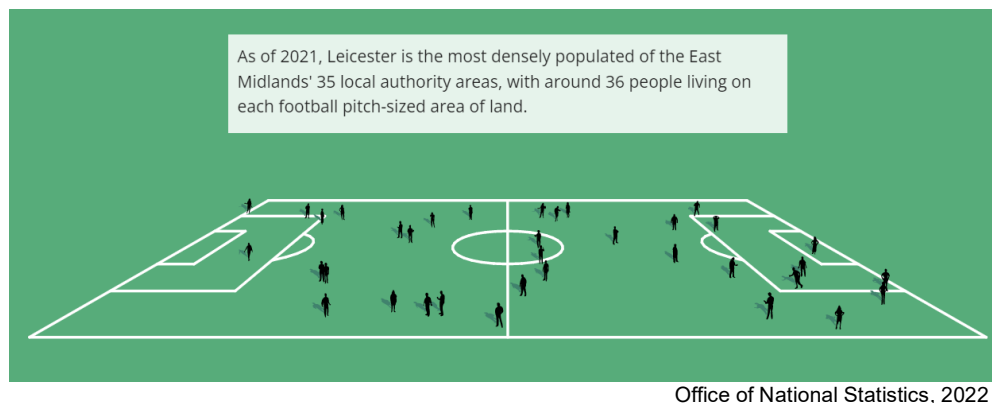 As of 2021, Leicester is the most densely populated of the East
Midlands' 35 local authority areas, with around 36 people living on
each football pitch-sized area of land.
Office of National Statistics, 2022